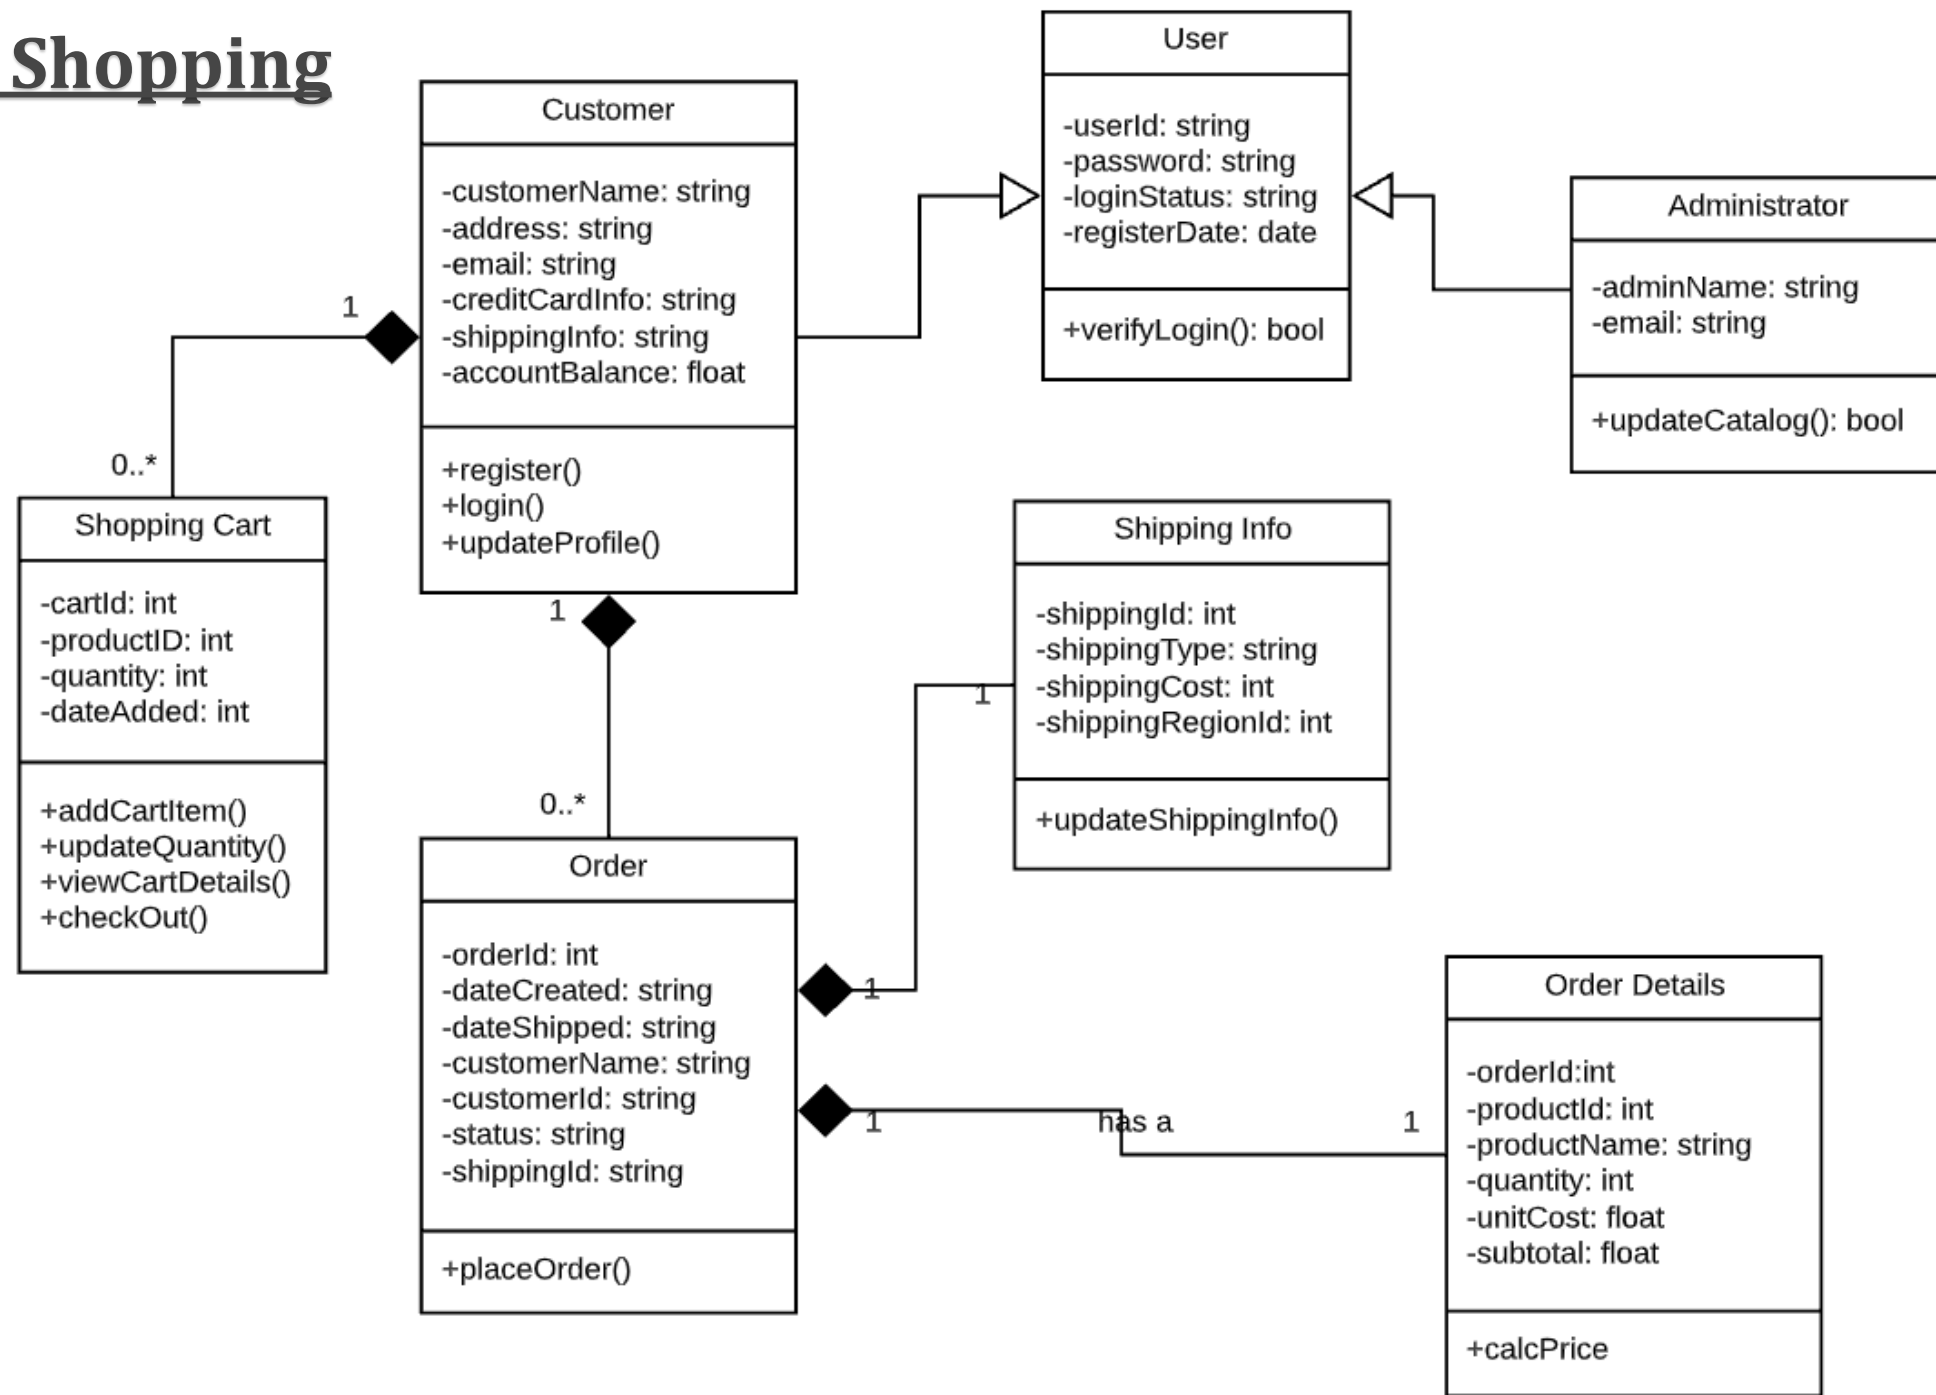 Shopping
Customer
-customerName: string
-address: string
-email: string
-creditCardInfo: string
-shippingInfo: string
-accountBalance: float
+register()
+login()
+updateProfile()
User
-userId: string
-password: string
-loginStatus: string
-registerDate: date
+verifyLogin(): bool
Administrator
-adminName: string
-email: string
+updateCatalog(): bool
1
0..*
Shopping Cart
-cartId: int
-productID: int
-quantity: int
-dateAdded: int
+addCartItem()
+updateQuantity()
+viewCartDetails()
+checkOut()
1
0..*
Shipping Info
-shippingId: int
-shippingType: string
-shippingCost: int
-shippingRegionId: int
+updateShippingInfo()
1
Order
-orderId: int
-dateCreated: string
-dateShipped: string
-customerName: string
-customerId: string
-status: string
-shippingId: string
+placeOrder()
1
1
has a
1
Order Details
-orderId:int
-productId: int
-productName: string
-quantity: int
-unitCost: float
-subtotal: float
+calcPrice